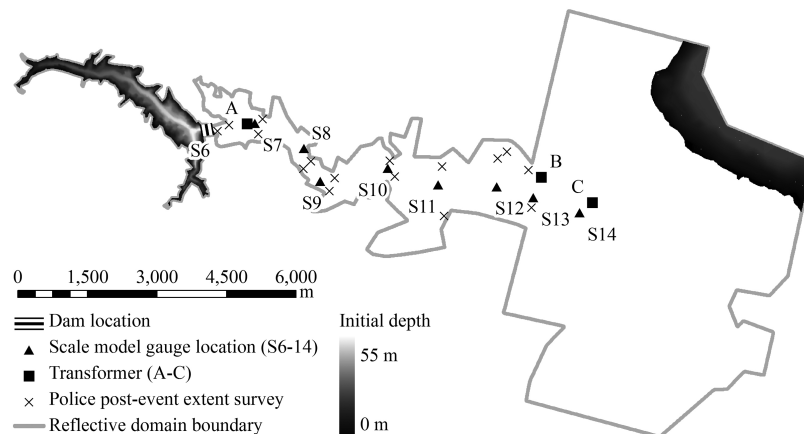 A
S6
S7
S8
S9
S10
S11
S12
B
S13
C
S14
0 1,500 3,000 4,500 6,000
m
Dam location
Scale model gauge location (S6-14)
Transformer (A-C)
Police post-event extent survey
Reflective domain boundary
Initial depth
55 m
0 m